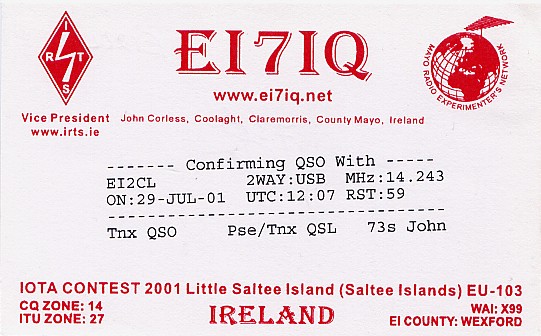 EI7IQ
www.ei7iq.net
I
R T
S
Vice President
www.irts.ie
John Corless, Coolaght, Claremorris, County Mayo, Ireland
MAYO RADIO EXPERIMENTER'S NETWORK
------- Confirming QSO With -----
EI2CL 2WAY:USB MHz:14.243
ON:29-JUL-01 UTC:12:07 RST:59
-----------------------------------
Tnx QSO Pse/Tnx QSL 73s John
IOTA CONTEST 2001 Little Saltee Island (Saltee Islands) EU-103
CQ ZONE: 14
ITU ZONE: 27
IRELAND
WAI: X99
EI COUNTY: WEXFORD